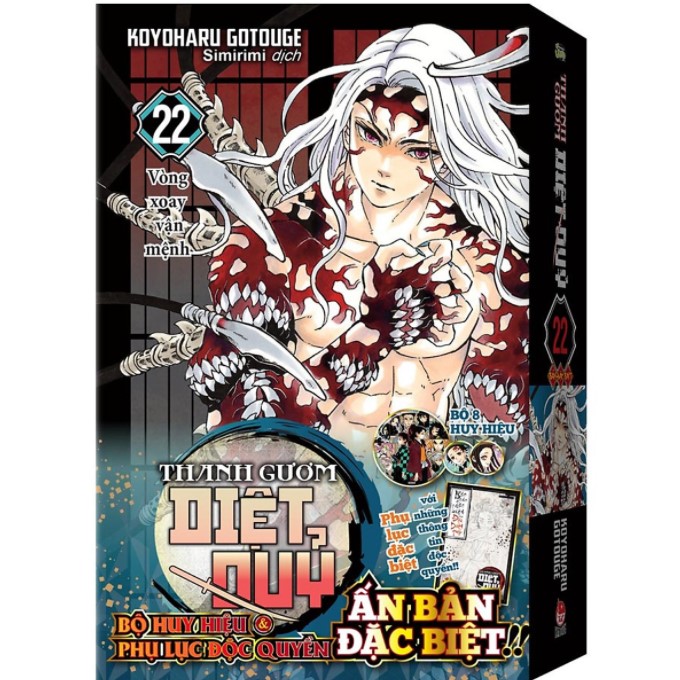 KOYOHARU GOTOUGE
Simirimi dịch
22
Vòng
xoay
vận
mệnh
BỘ 8
HUY HIỆU
Phụ
lục
đặc
biệt
với
những
thông
tin
độc
quyền!!
THANH GƯƠM
DIỆT
QUỶ
BỘ HUY HIỆU &
PHỤ LỤC ĐỘC QUYỀN
ẤN BẢN
ĐẶC BIỆT!!
THANH
GƯƠM
DIỆT QUỶ
22
KOYOHARU
GOTOUGE